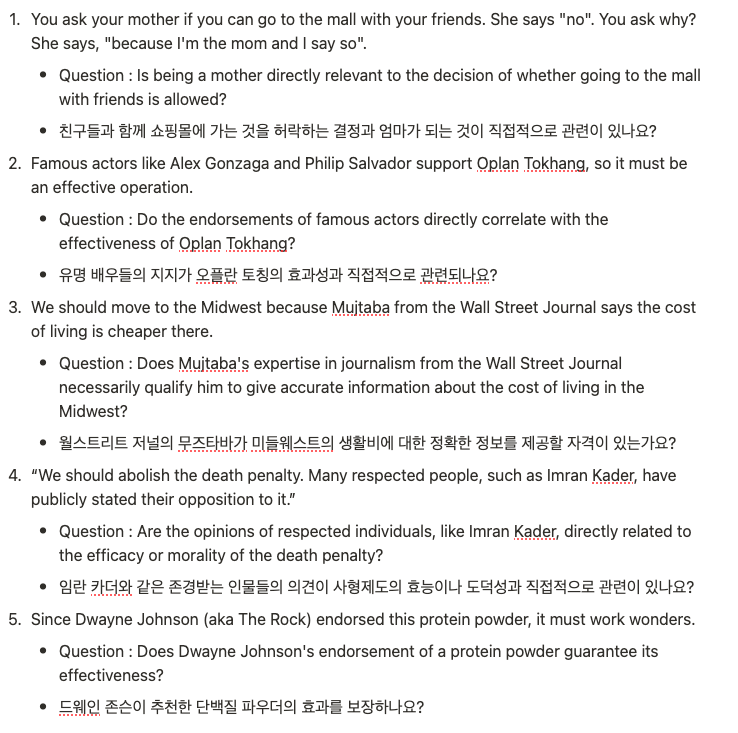 1. You ask your mother if you can go to the mall with your friends. She says "no". You ask why?
She says, "because I'm the mom and I say so".
• Question : Is being a mother directly relevant to the decision of whether going to the mall
with friends is allowed?
• 친구들과 함께 쇼핑몰에 가는 것을 허락하는 결정과 엄마가 되는 것이 직접적으로 관련이 있나요?
2. Famous actors like Alex Gonzaga and Philip Salvador support Oplan Tokhang, so it must be
an effective operation.
• Question : Do the endorsements of famous actors directly correlate with the
effectiveness of Oplan Tokhang?
• 유명 배우들의 지지가 오플란 토칭의 효과성과 직접적으로 관련되나요?
3. We should move to the Midwest because Mujtaba from the Wall Street Journal says the cost
of living is cheaper there.
• Question : Does Mujtaba's expertise in journalism from the Wall Street Journal
necessarily qualify him to give accurate information about the cost of living in the
Midwest?
• 월스트리트 저널의 무즈타바가 미들웨스트의 생활비에 대한 정확한 정보를 제공할 자격이 있는가요?
4. “We should abolish the death penalty. Many respected people, such as Imran Kader, have
publicly stated their opposition to it.”
• Question : Are the opinions of respected individuals, like Imran Kader, directly related to
the efficacy or morality of the death penalty?
• 임란 카더와 같은 존경받는 인물들의 의견이 사형제도의 효능이나 도덕성과 직접적으로 관련이 있나요?
5. Since Dwayne Johnson (aka The Rock) endorsed this protein powder, it must work wonders.
• Question : Does Dwayne Johnson's endorsement of a protein powder guarantee its
effectiveness?
• 드웨인 존슨이 추천한 단백질 파우더의 효과를 보장하나요?